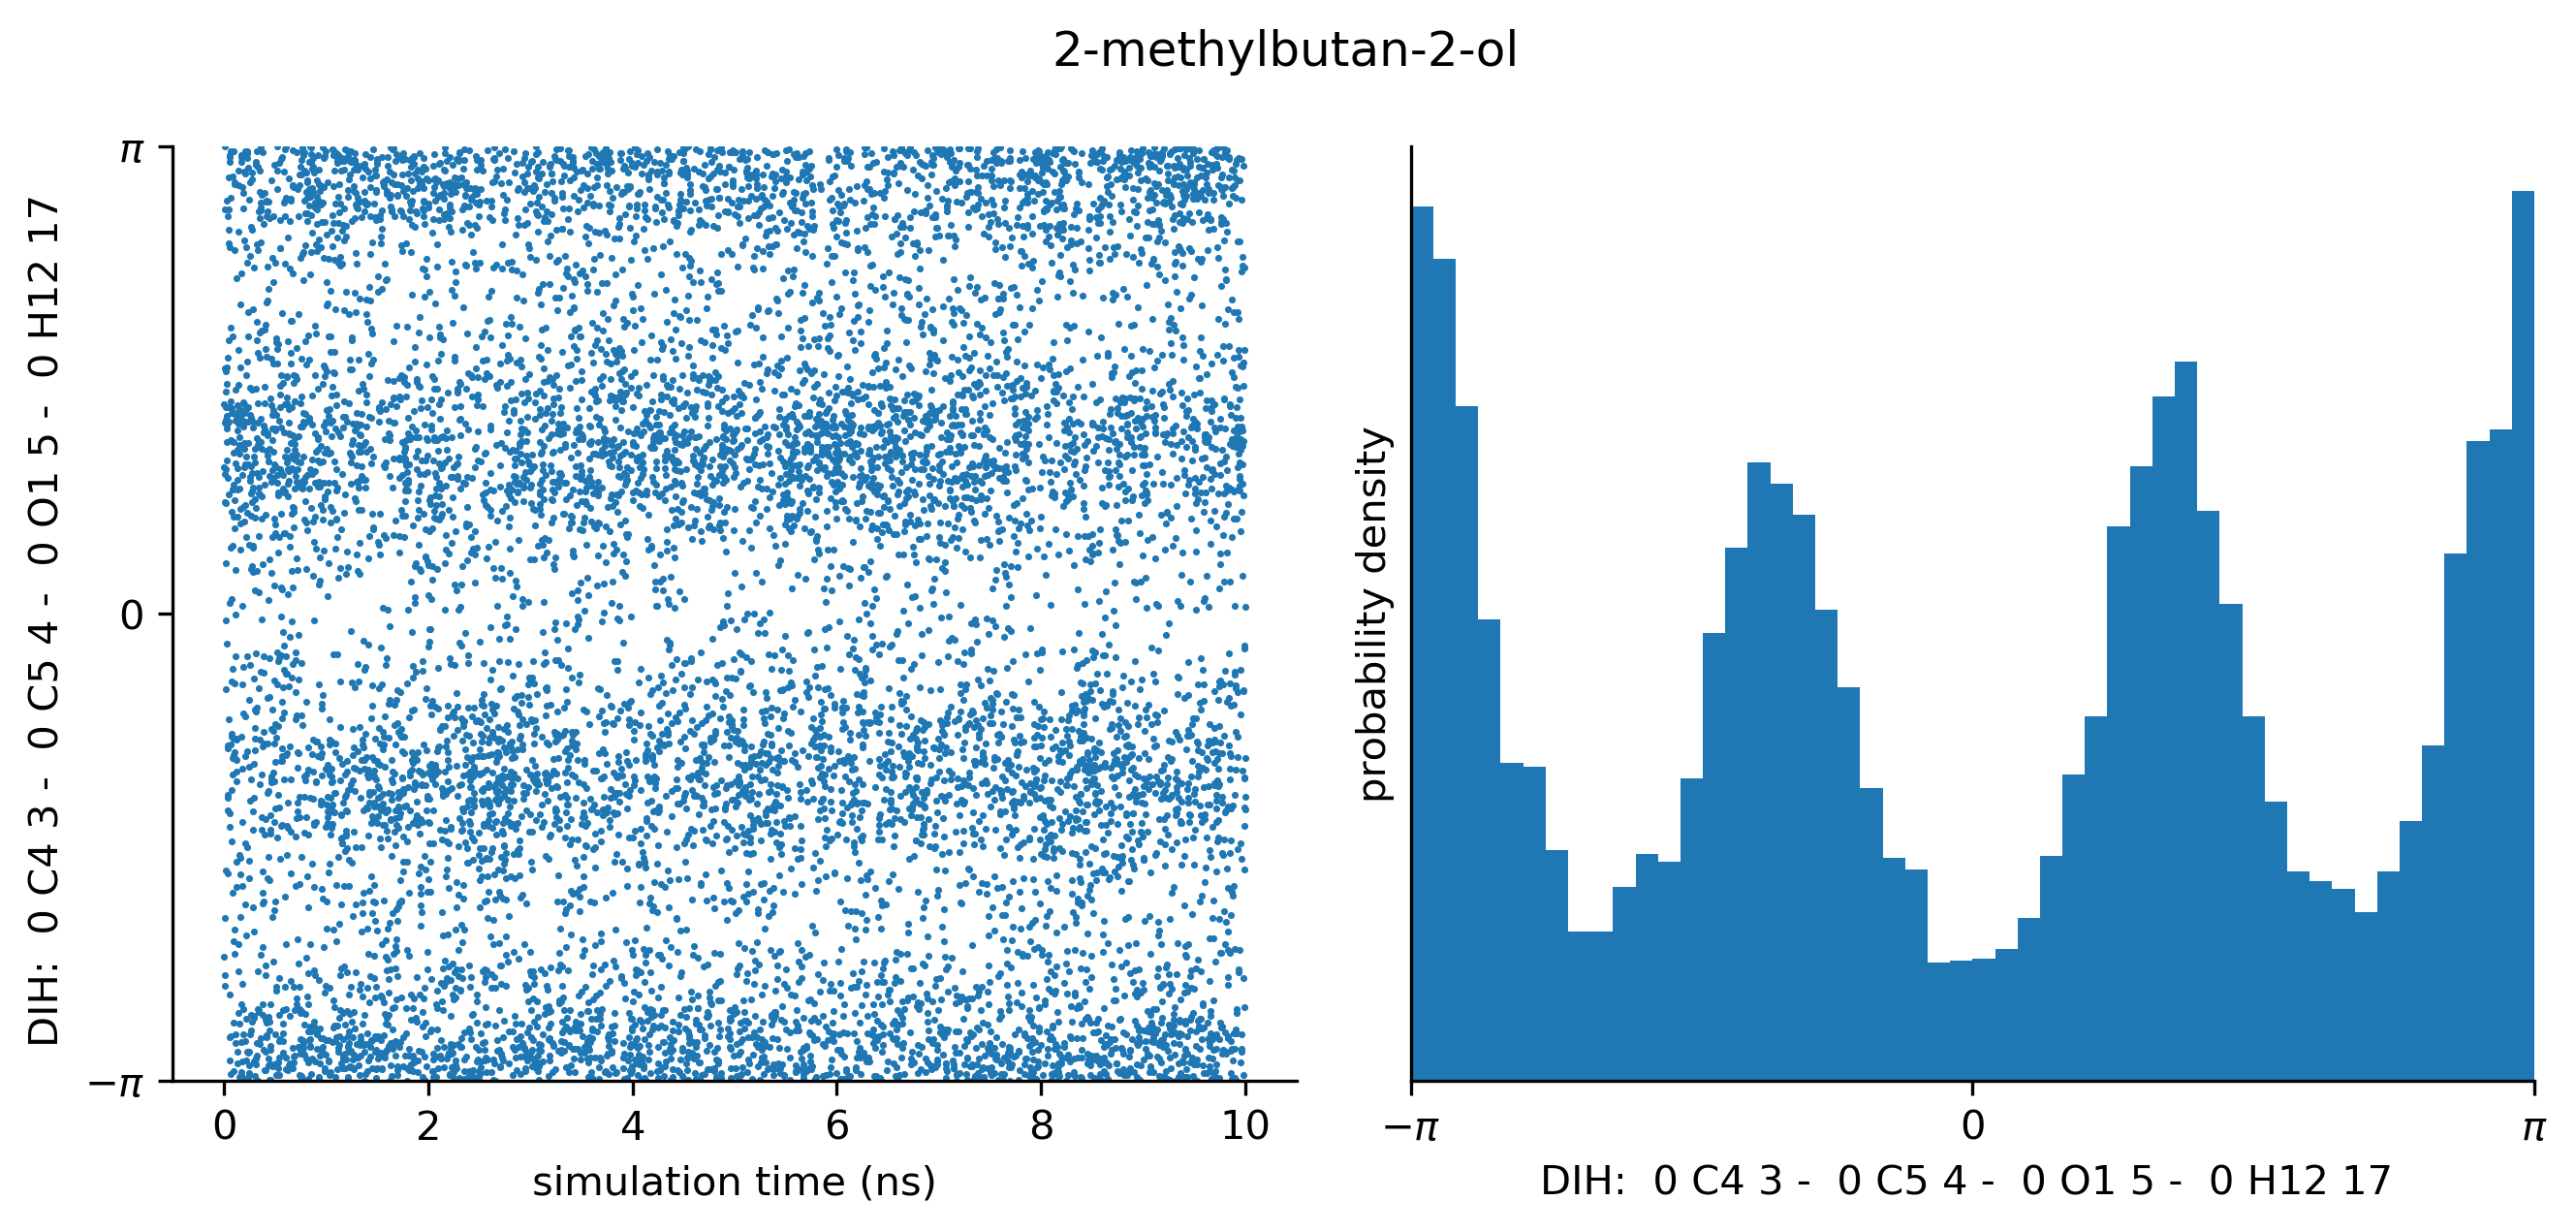 2-methylbutan-2-ol
DIH:  0 C4 3 -  0 C5 4 -  0 O1 5 -  0 H12 17
π
0
−π
0
2
4
6
8
10
simulation time (ns)
probability density
−π
0
π
DIH:  0 C4 3 -  0 C5 4 -  0 O1 5 -  0 H12 17